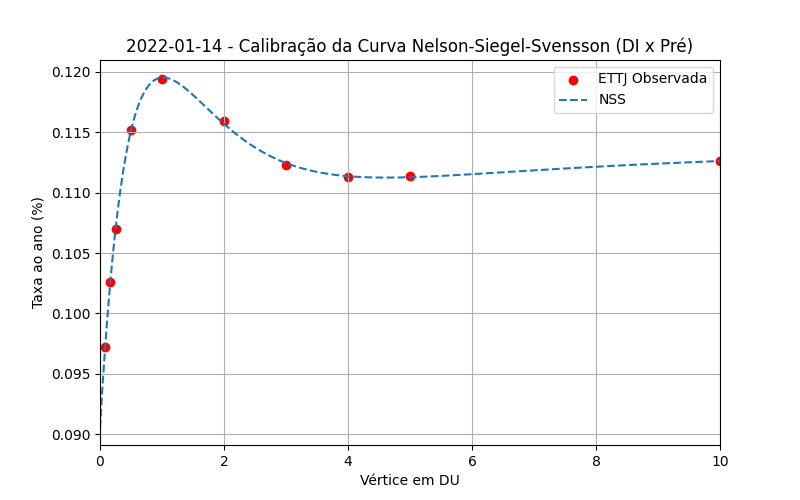 2022-01-14 - Calibração da Curva Nelson-Siegel-Svensson (DI x Pré)
ETTJ Observada
NSS
Taxa ao ano (%)
0.120
0.115
0.110
0.105
0.100
0.095
0.090
0 2 4 6 8 10
Vértice em DU